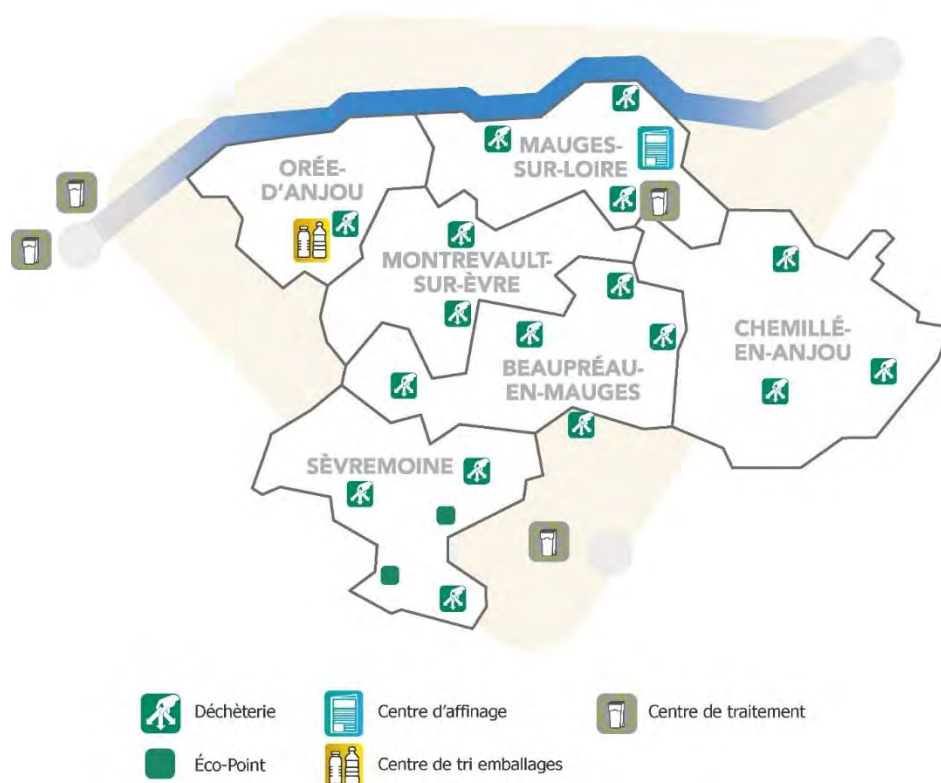 MAUGES-
SUR-LOIRE
ORÉE-
D'ANJOU
MONTREVAULT-
SUR-ÈVRE
CHEMILLÉ-
EN-ANJOU
BEAUPRÉAU-
EN-MAUGES
SÈVREMOINE
Déchèterie
Centre d'affinage
Centre de traitement
Éco-Point
Centre de tri emballages